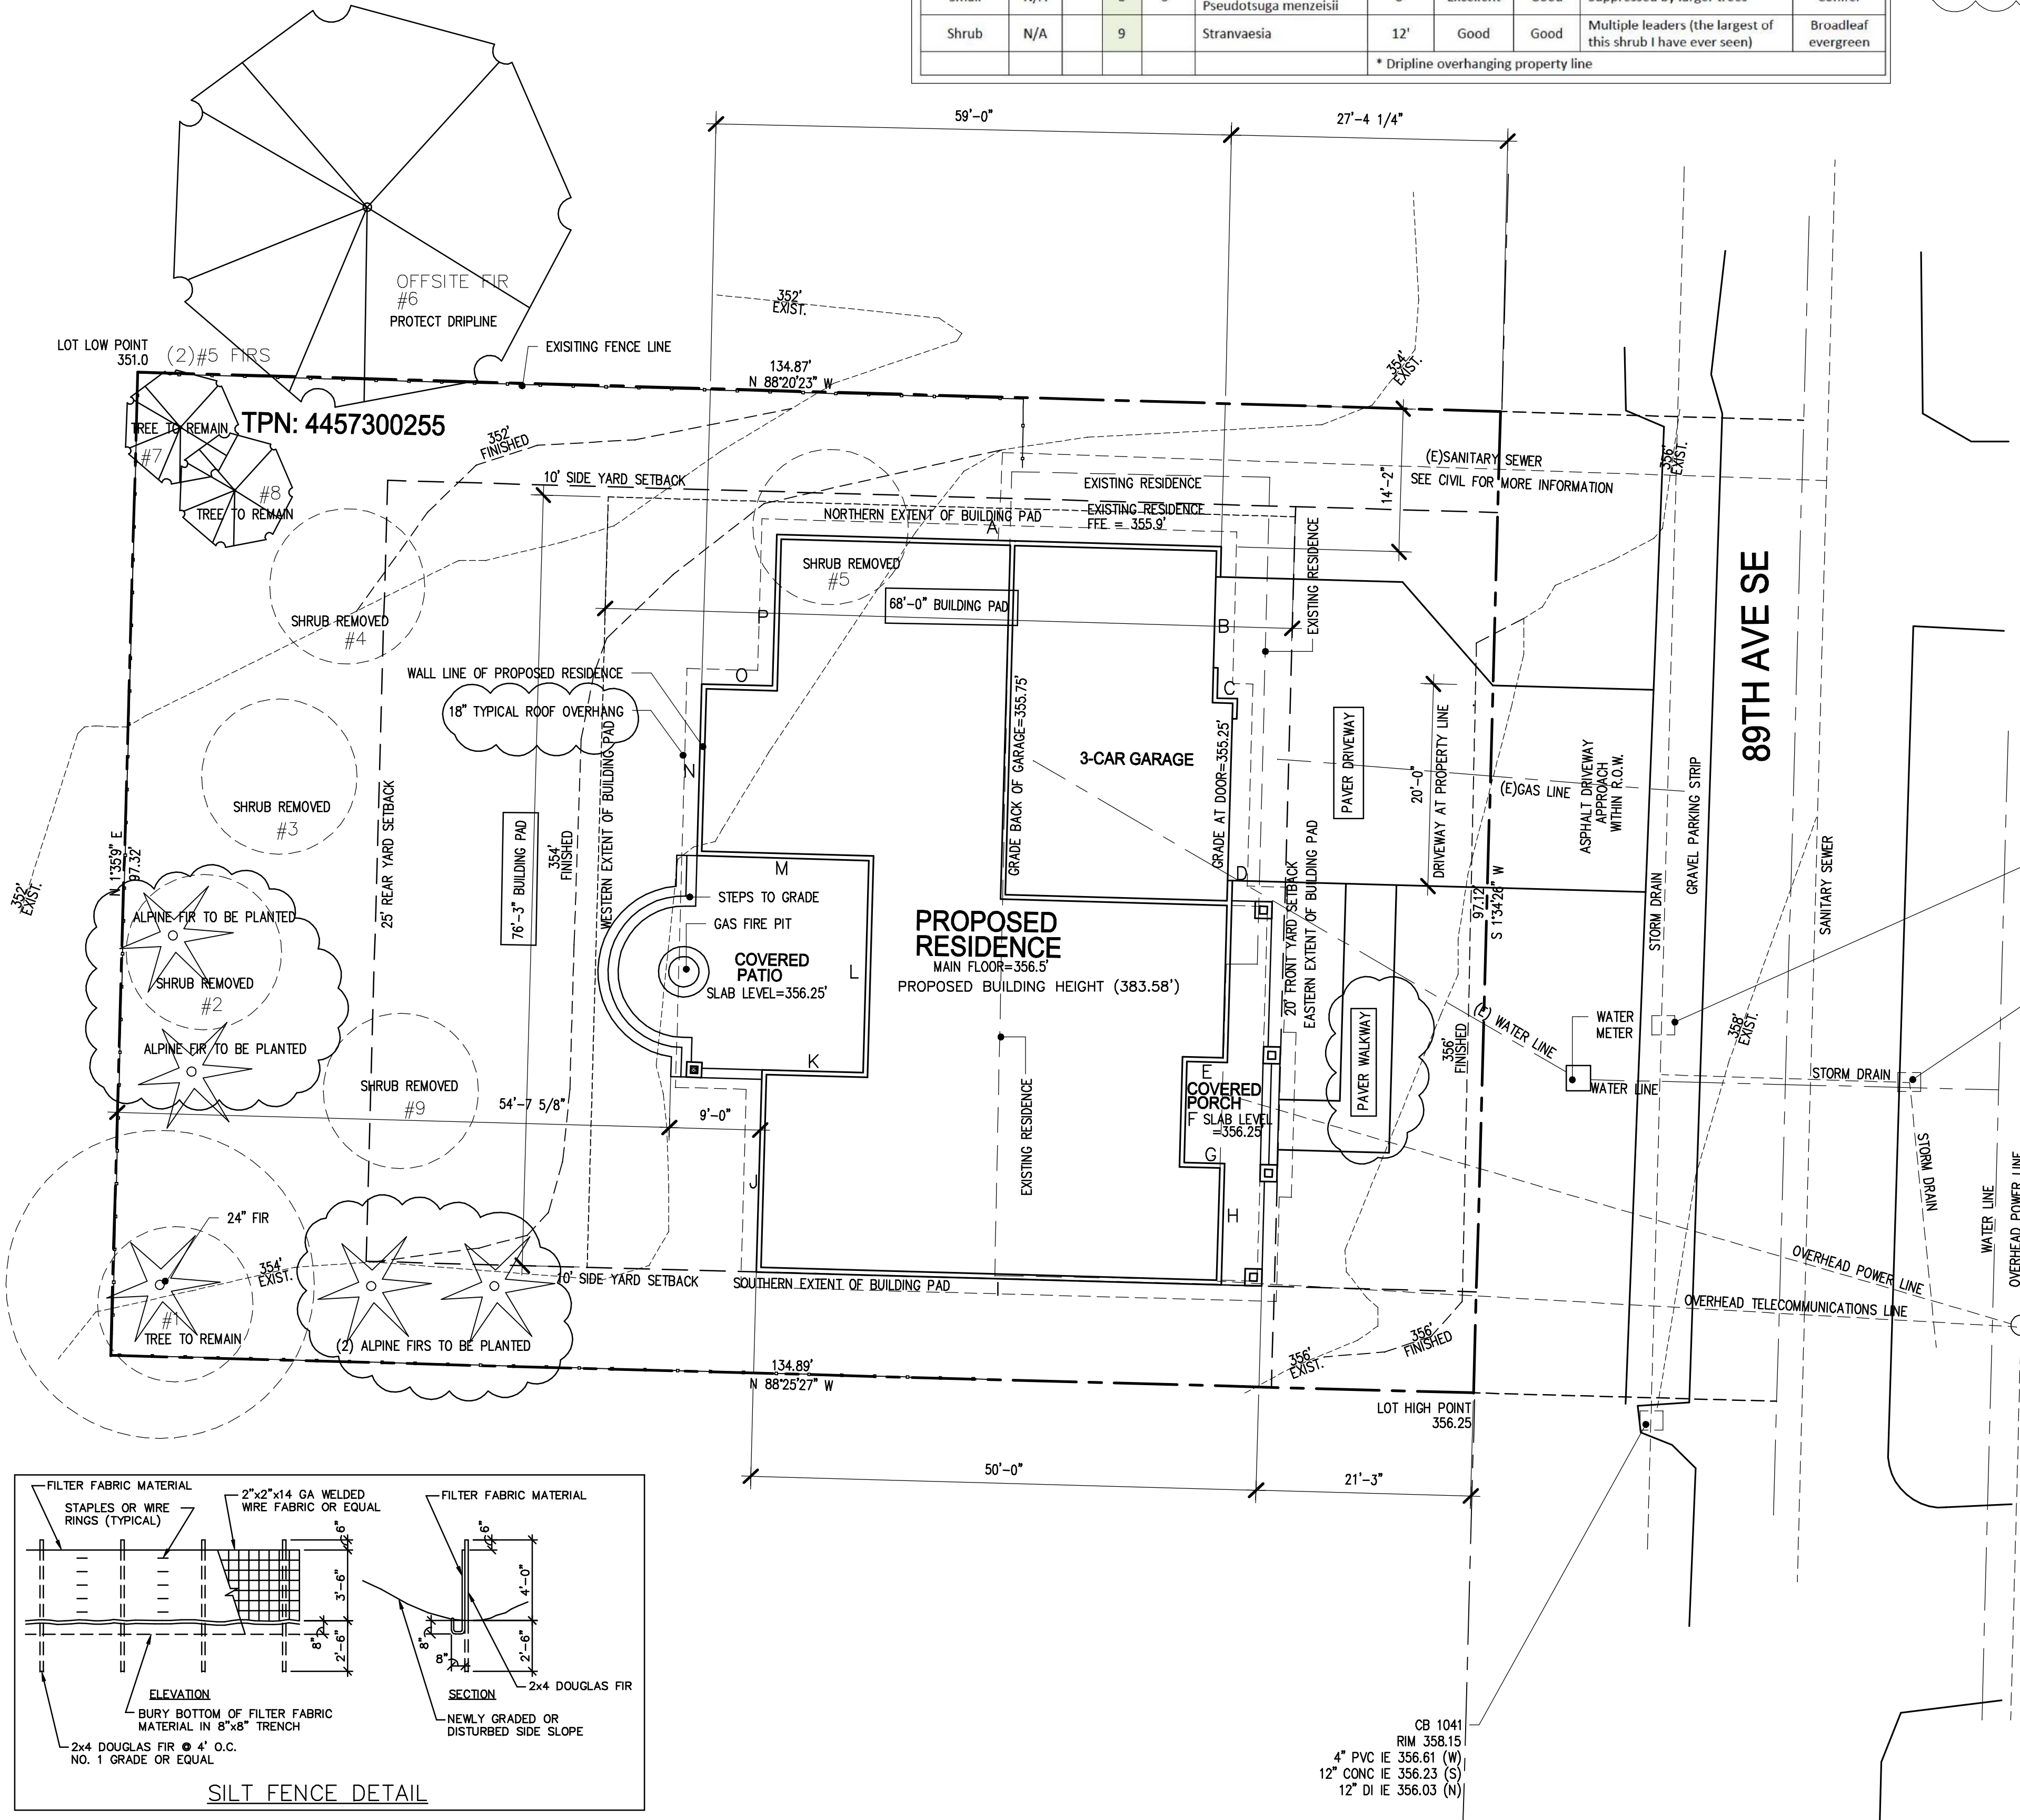 Pseudotsuga menzeisii
Shrub N/A 9 Stranvaesia 12' Good Good Multiple leaders (the largest of this shrub I have ever seen) Broadleaf evergreen
* Dripline overhanging property line
59'-0"
27'-4 1/4"
OFFSITE FIR
#6
PROTECT DRIPLINE
352'
EXIST.
LOT LOW POINT
351.0
(2)#5 FIRS
EXISITING FENCE LINE
134.87'
N 88°20'23" W
354'
EXIST.
TREE TO REMAIN
#7
TPN: 4457300255
352'
FINISHED
#8
TREE TO REMAIN
10' SIDE YARD SETBACK
EXISTING RESIDENCE
(E)SANITARY SEWER
SEE CIVIL FOR MORE INFORMATION
14'-2"
356'
EXIST.
NORTHERN EXTENT OF BUILDING PAD
A
EXISTING RESIDENCE
FFE = 355.9'
EXISTING RESIDENCE
SHRUB REMOVED
#5
68'-0" BUILDING PAD
SHRUB REMOVED
#4
P
B
89TH AVE SE
WALL LINE OF PROPOSED RESIDENCE
O
C
18" TYPICAL ROOF OVERHANG
N
WESTERN EXTENT OF BUILDING PAD
GRADE BACK OF GARAGE=355.75'
3-CAR GARAGE
GRADE AT DOOR=355.25'
PAVER DRIVEWAY
20'-0"
DRIVEWAY AT PROPERTY LINE
(E)GAS LINE
ASPHALT DRIVEWAY
APPROACH
WITHIN R.O.W.
GRAVEL PARKING STRIP
SHRUB REMOVED
#3
25' REAR YARD SETBACK
76'-3" BUILDING PAD
354'
FINISHED
N 1°35'9" E
97.32'
352'
EXIST.
M
D
STEPS TO GRADE
GAS FIRE PIT
COVERED
PATIO
SLAB LEVEL=356.25'
L
PROPOSED
RESIDENCE
MAIN FLOOR=356.5'
PROPOSED BUILDING HEIGHT (383.58')
20' FRONT YARD SETBACK
EASTERN EXTENT OF BUILDING PAD
97.12'
S 1°34'26" W
STORM DRAIN
SANITARY SEWER
ALPINE FIR TO BE PLANTED
SHRUB REMOVED
#2
ALPINE FIR TO BE PLANTED
SHRUB REMOVED
#9
K
E
COVERED
PORCH
F SLAB LEVEL
=356.25'
G
PAVER WALKWAY
356'
FINISHED
(E) WATER LINE
WATER
METER
WATER LINE
358'
EXIST.
STORM DRAIN
STORM DRAIN
WATER LINE
OVERHEAD POWER LINE
54'-7 5/8"
9'-0"
J
EXISTING RESIDENCE
H
24" FIR
354'
EXIST.
#1
TREE TO REMAIN
(2) ALPINE FIRS TO BE PLANTED
10' SIDE YARD SETBACK
SOUTHERN EXTENT OF BUILDING PAD
OVERHEAD POWER LINE
OVERHEAD TELECOMMUNICATIONS LINE
134.89'
N 88°25'27" W
356'
EXIST.
356'
FINISHED
LOT HIGH POINT
356.25
50'-0"
21'-3"
FILTER FABRIC MATERIAL
STAPLES OR WIRE
RINGS (TYPICAL)
2"x2"x14 GA WELDED
WIRE FABRIC OR EQUAL
6"
3'-6"
8"
2'-6"
ELEVATION
BURY BOTTOM OF FILTER FABRIC
MATERIAL IN 8"x8" TRENCH
2x4 DOUGLAS FIR @ 4' O.C.
NO. 1 GRADE OR EQUAL
FILTER FABRIC MATERIAL
6"
4'-0"
8"
8"
2'-6"
2x4 DOUGLAS FIR
SECTION
NEWLY GRADED OR
DISTURBED SIDE SLOPE
SILT FENCE DETAIL
CB 1041
RIM 358.15
4" PVC IE 356.61 (W)
12" CONC IE 356.23 (S)
12" DI IE 356.03 (N)